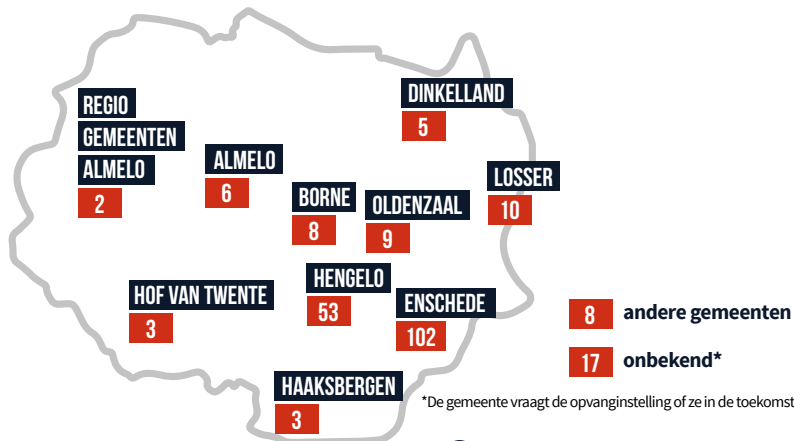 DINKELLAND
5
REGIO
GEMEENTEN
ALMELO
2
ALMELO
6
LOSSER
10
BORNE
8
OLDENZAAL
9
HENGELO
53
HOF VAN TWENTE
3
ENSCHEDE
102
8 andere gemeenten
17 onbekend*
HAAKSBERGEN
3
*De gemeente vraagt de opvanginstelling of ze in de toekomst